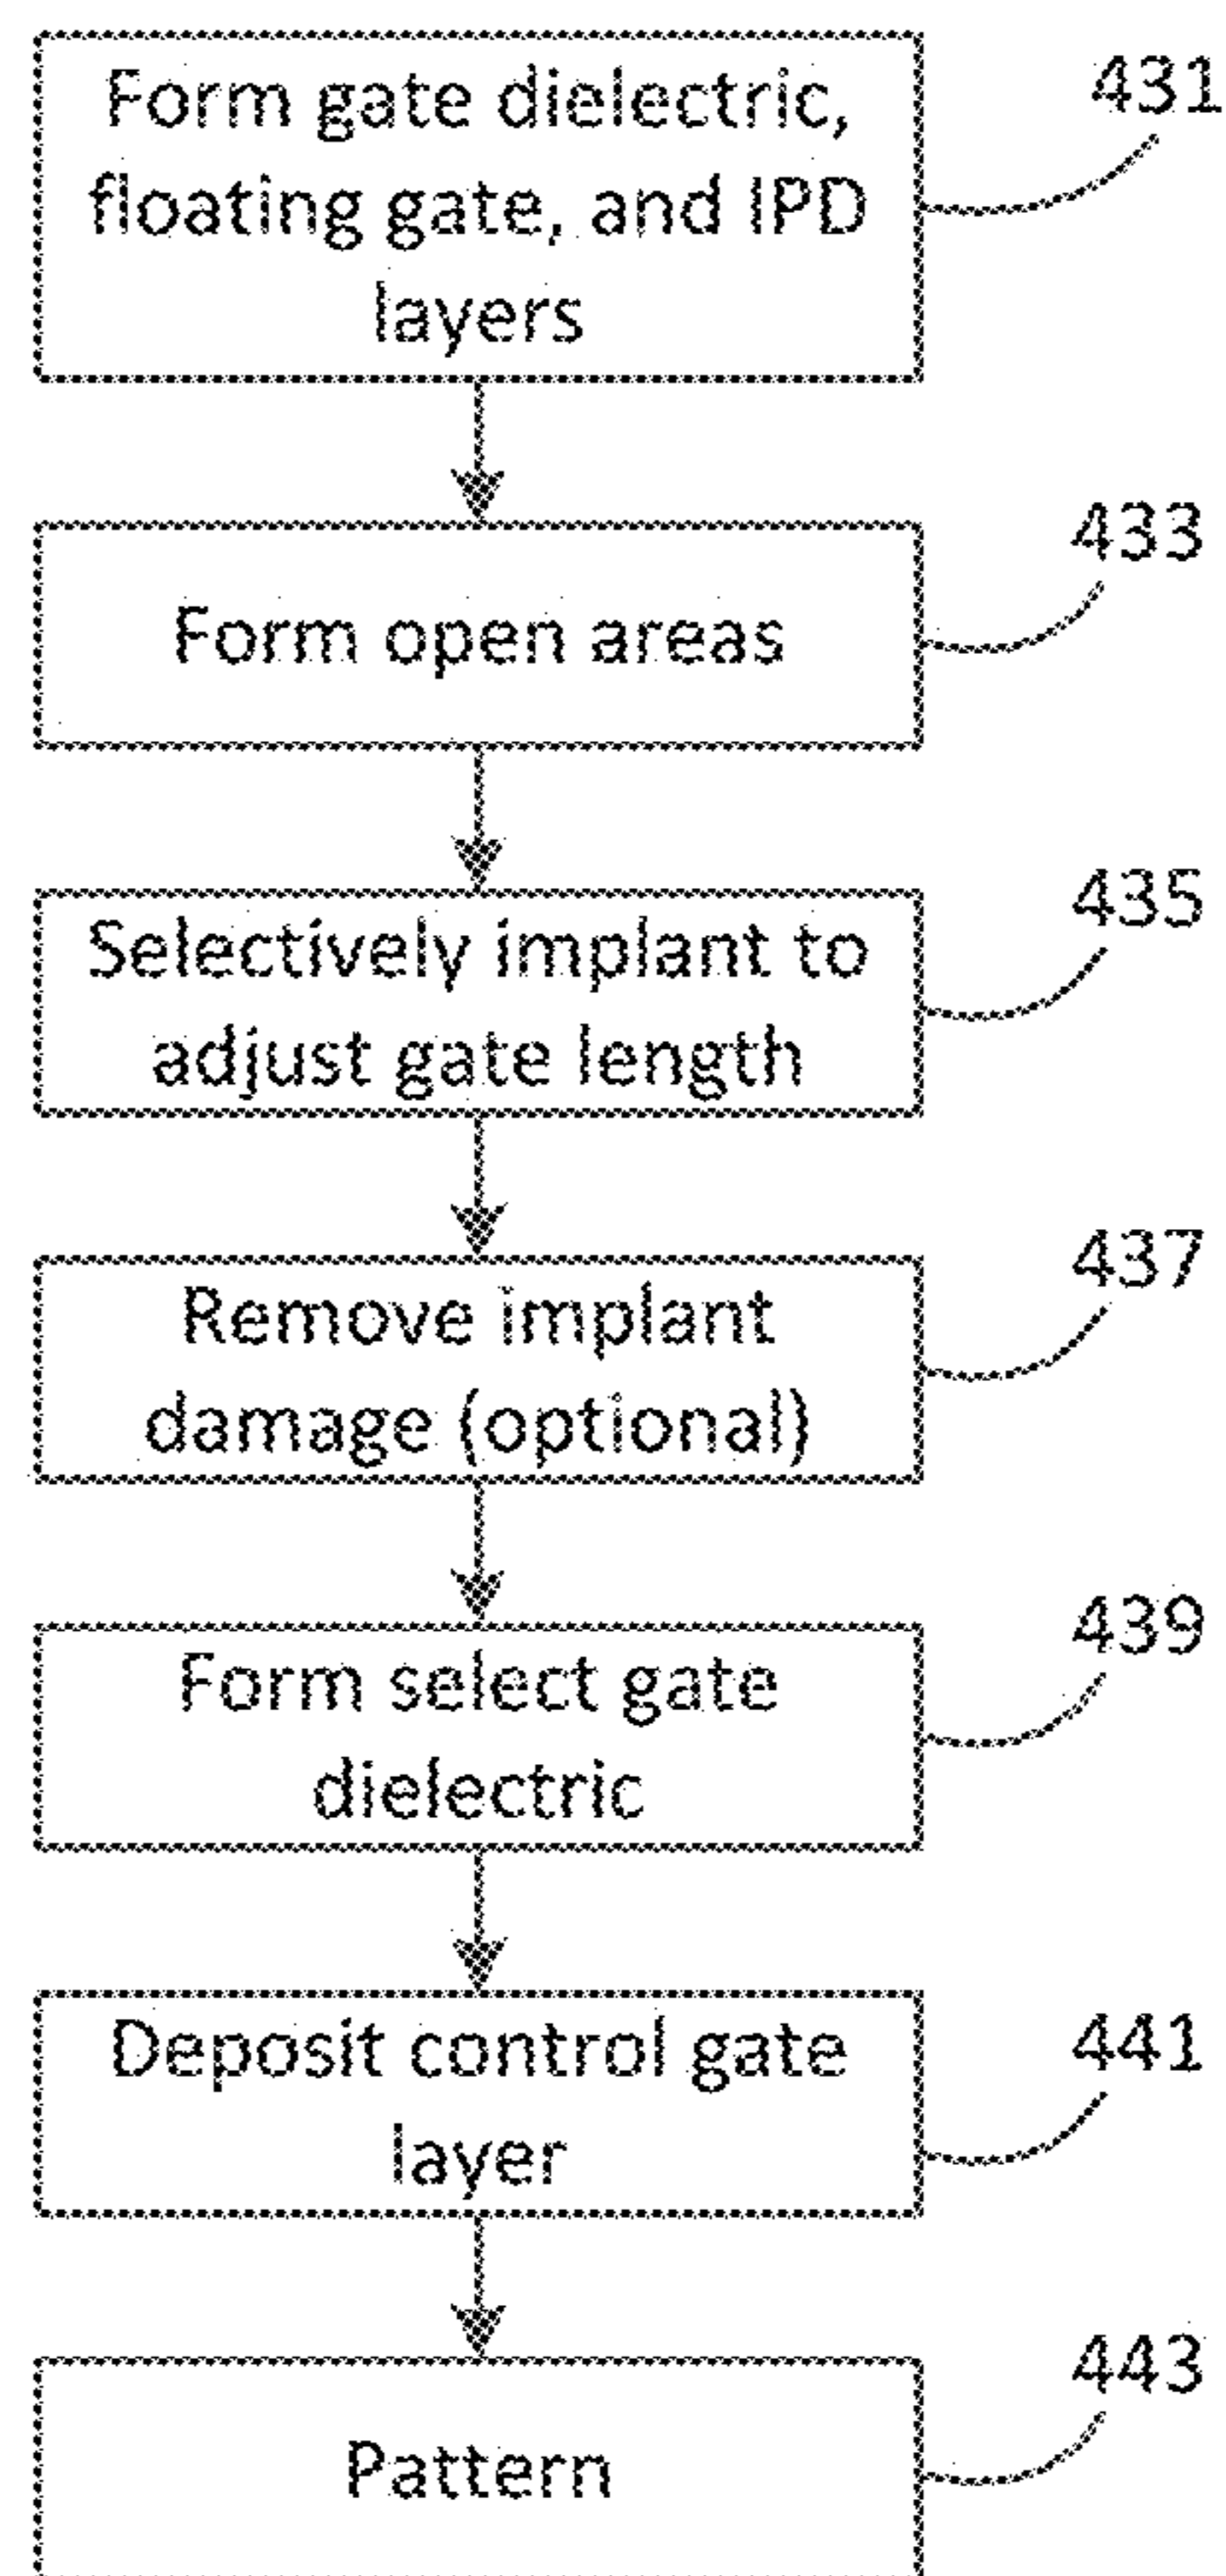 Form gate dielectric,
floating gate, and IPD
layers
431
Form open areas
433
Selectively implant to
adjust gate length
435
Remove implant
damage (optional)
437
Form select gate
dielectric
439
Deposit control gate
layer
441
Pattern
443